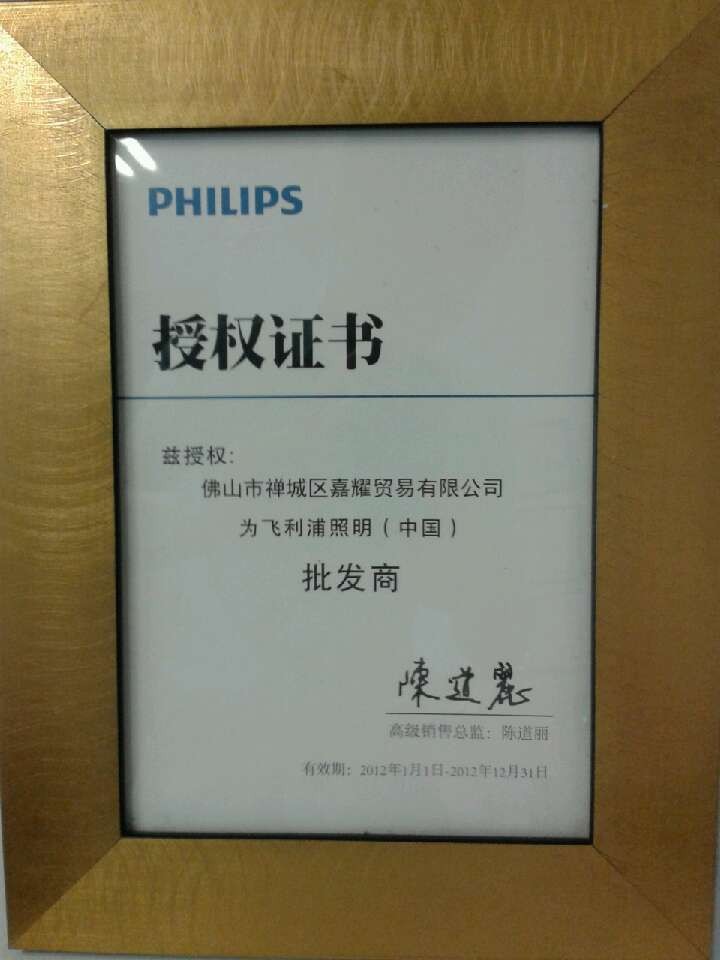 PHILIPS
授权证书
兹授权:
佛山市禅城区嘉耀贸易有限公司
为飞利浦照明(中国)
批发商
陳道麗
高级销售总监: 陈道丽
有效期: 2012年1月1日-2012年12月31日